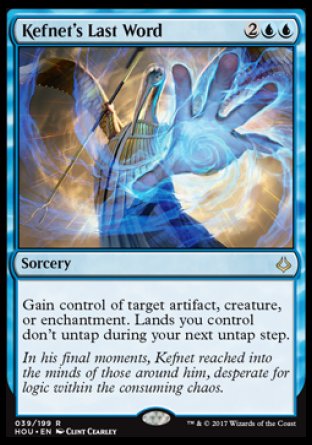 Kefnet's Last Word 2
Sorcery
Gain control of target artifact, creature,
or enchantment. Lands you control
don't untap during your next untap step.
In his final moments, Kefnet reached into
the minds of those around him, desperate for
logic within the consuming chaos.
039/199 R
HOU • EN CLINT CEARLEY ™ & © 2017 Wizards of the Coast